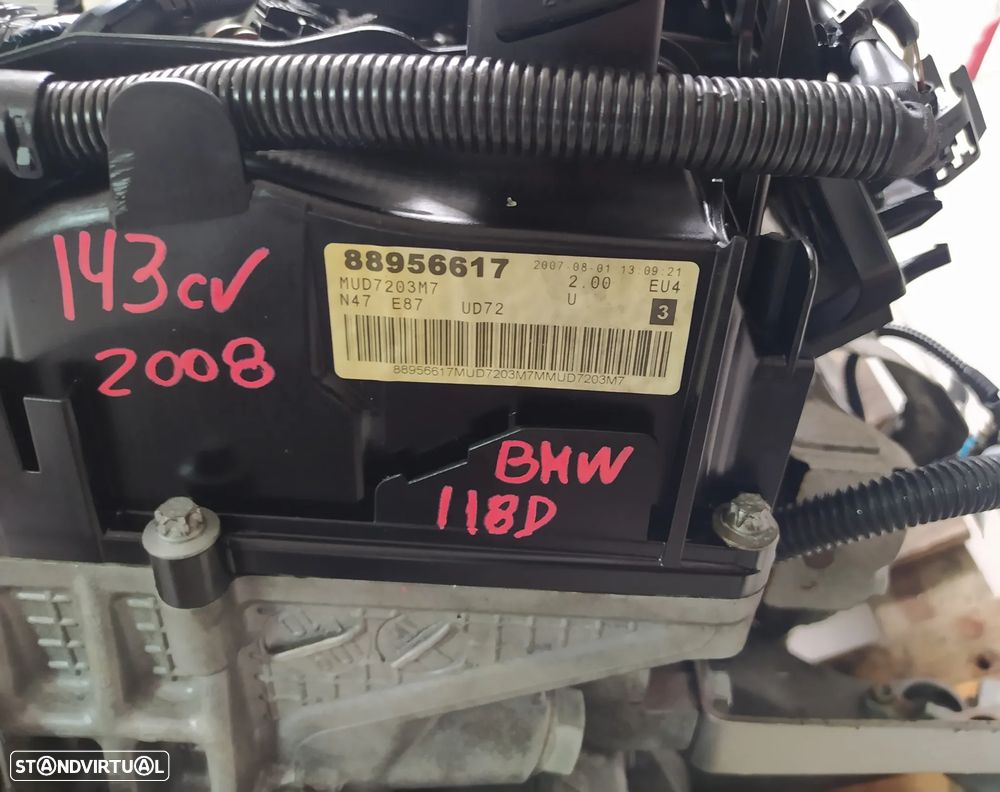 143cv
2008
88956617 2007-08-01 13:09:21
MUD7203M7 2.00 EU4
N47 E87 UD72 U 3
88956617MUD7203M7MMUD7203M7
BMW
118D
STANDVIRTUAL